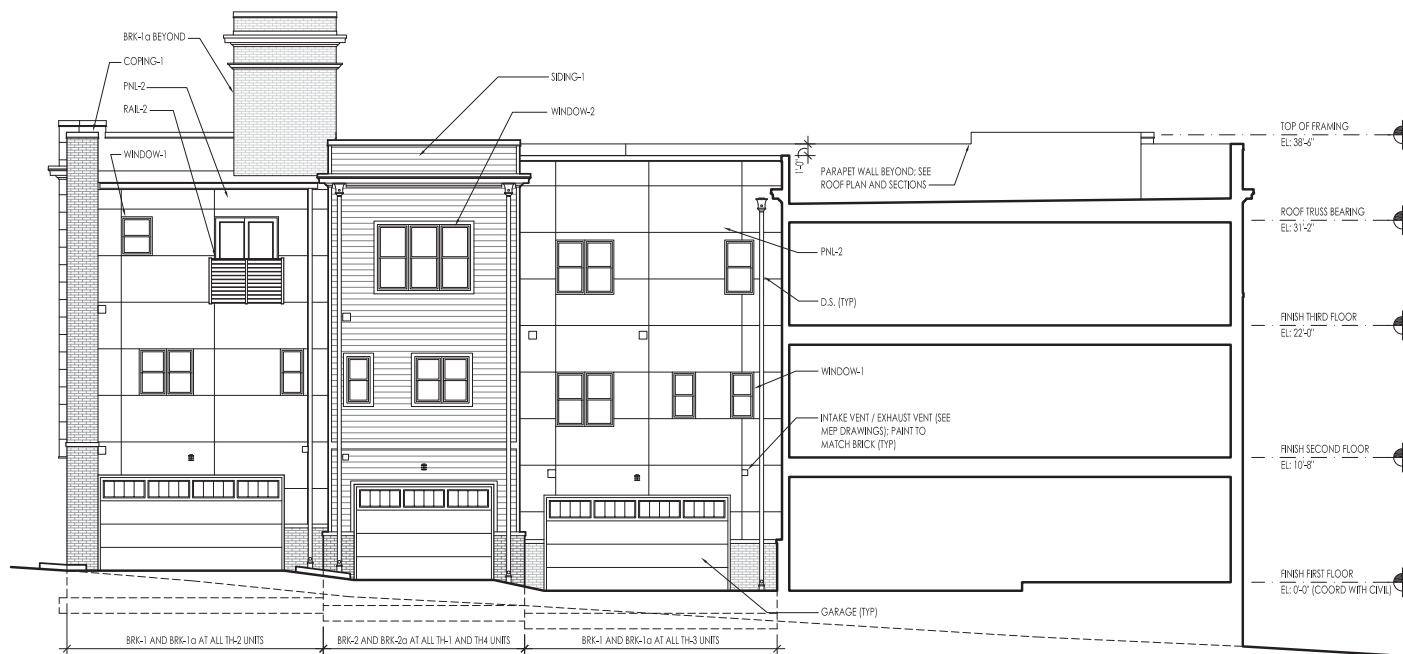 BRK-1a BEYOND
COPING-1
PNL-2
RAIL-2
WINDOW-1
SIDING-1
WINDOW-2
1'-0"
PARAPET WALL BEYOND; SEE
ROOF PLAN AND SECTIONS
PNL-2
D.S. (TYP)
WINDOW-1
INTAKE VENT / EXHAUST VENT (SEE
MEP DRAWINGS); PAINT TO
MATCH BRICK (TYP)
GARAGE (TYP)
TOP OF FRAMING
EL: 38'-6"
ROOF TRUSS BEARING
EL: 31'-2"
FINISH THIRD FLOOR
EL: 22'-0"
FINISH SECOND FLOOR
EL: 10'-8"
FINISH FIRST FLOOR
EL: 0'-0" (COORD WITH CIVIL)
BRK-1 AND BRK-1a AT ALL TH-2 UNITS
BRK-2 AND BRK-2a AT ALL TH-1 AND TH4 UNITS
BRK-1 AND BRK-1a AT ALL TH-3 UNITS